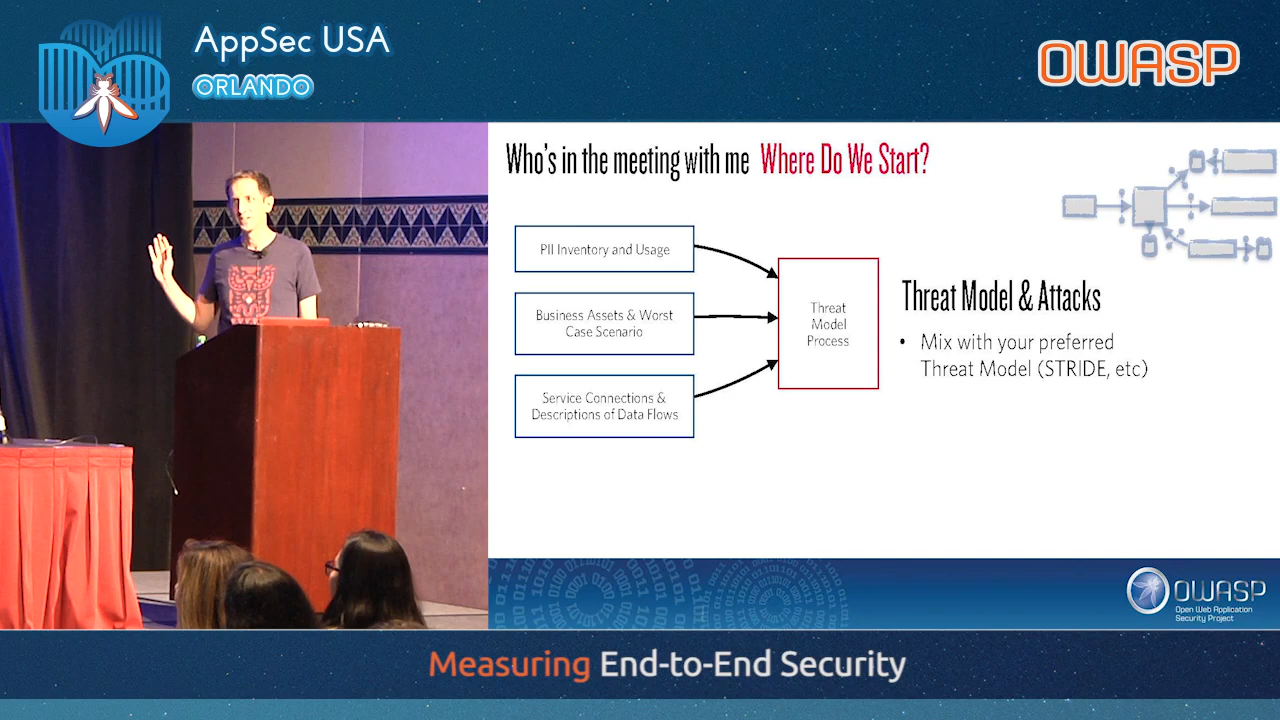 AppSec USA
ORLANDO
OWASP
Who's in the meeting with me Where Do We Start?
PII Inventory and Usage
Business Assets & Worst
Case Scenario
Service Connections &
Descriptions of Data Flows
Threat
Model
Process
Threat Model & Attacks
• Mix with your preferred
Threat Model (STRIDE, etc)
OWASP
Open Web Application
Security Project
Measuring End-to-End Security